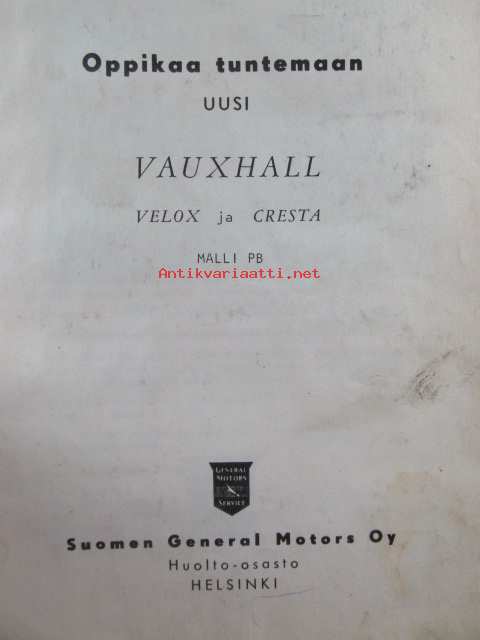 Oppikaa tuntemaan
UUSI
VAUXHALL
VELOX ja CRESTA
MALLI PB
Antikvariaatti.net
GENERAL
MOTORS
SERVICE
Suomen General Motors Oy
Huolto-osasto
HELSINKI